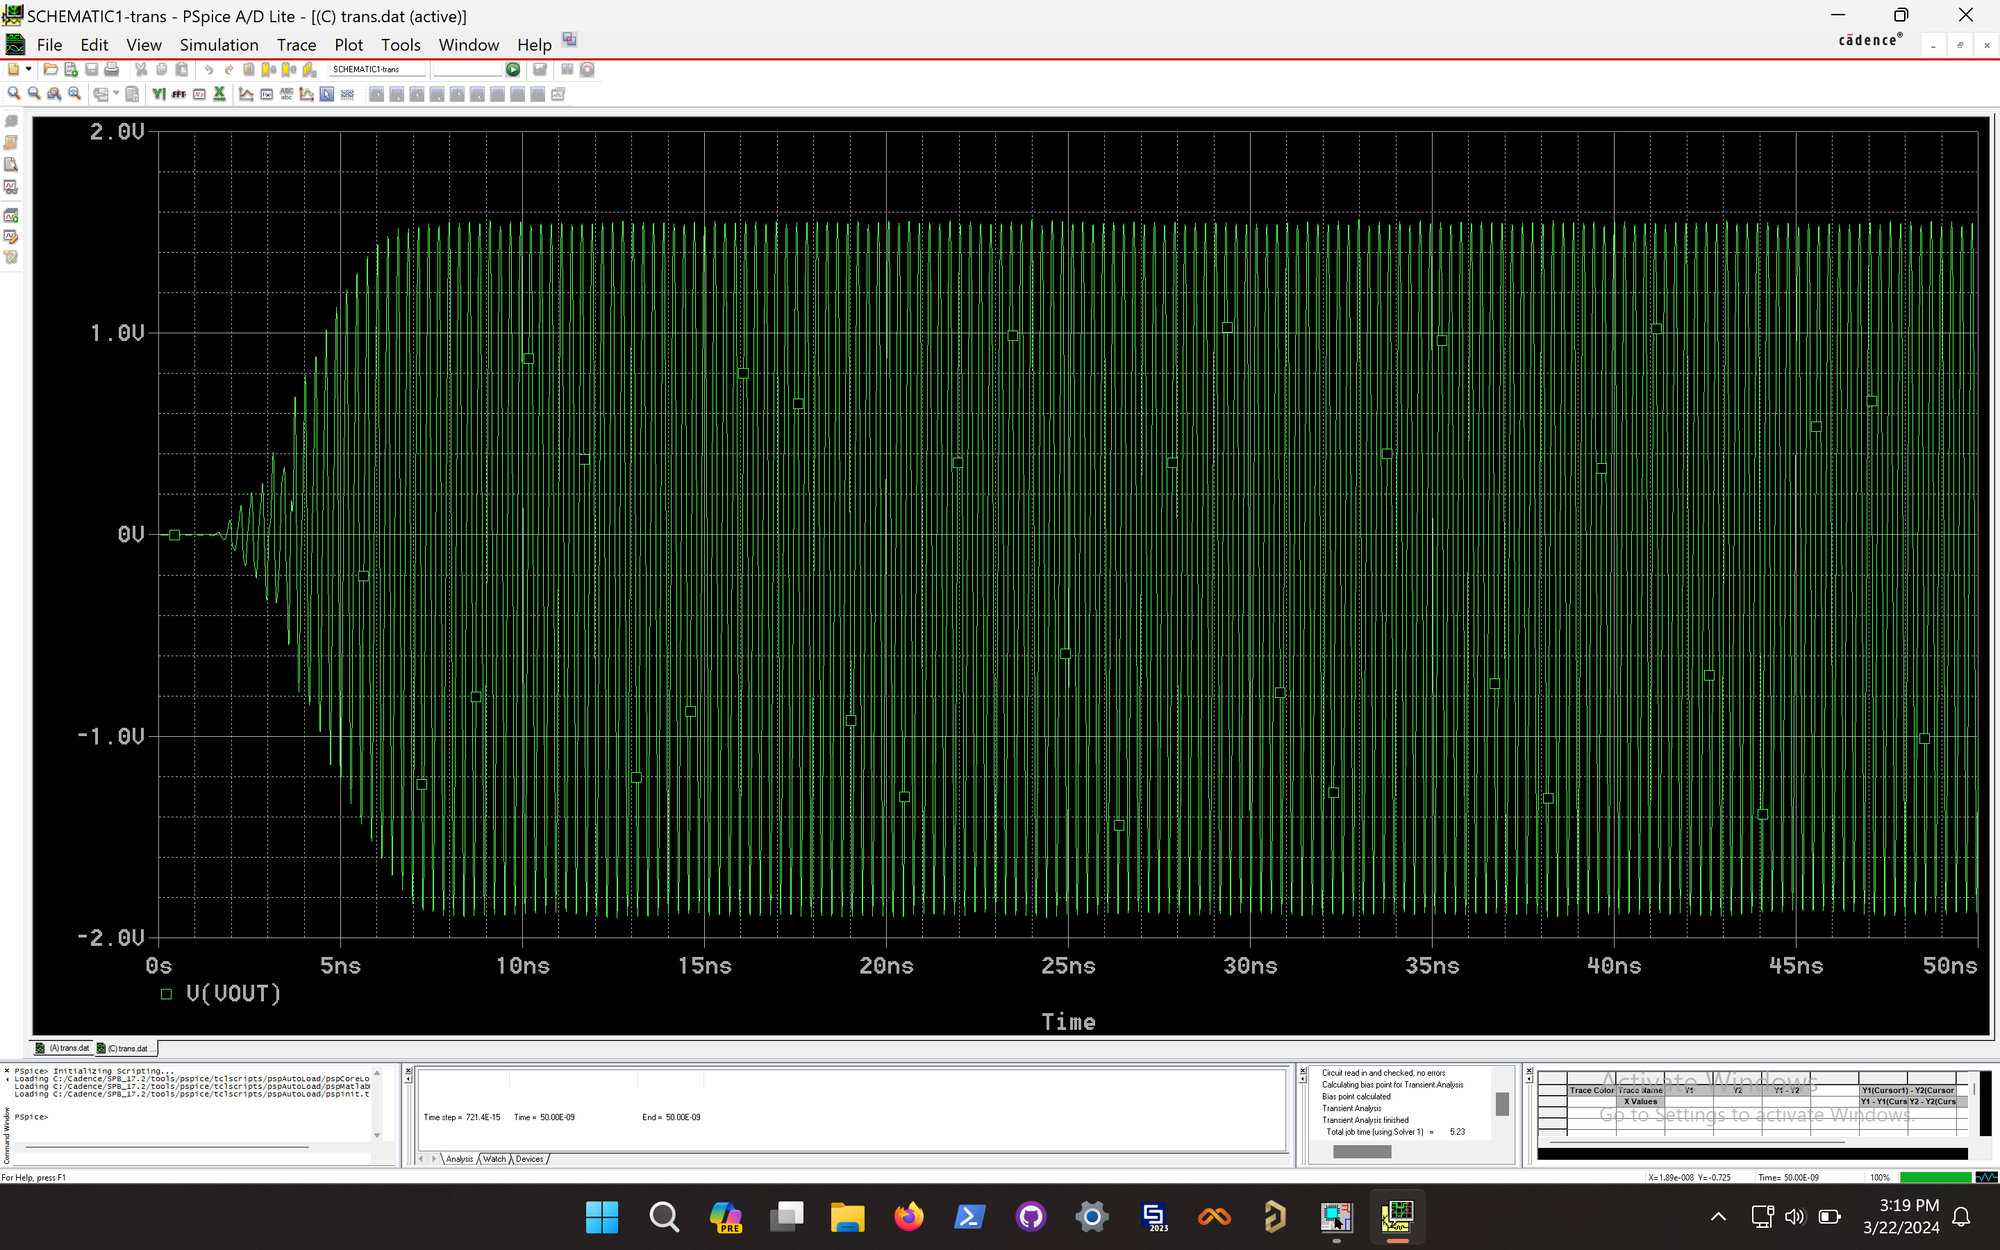 SCHEMATIC1-trans - PSpice A/D Lite - [(C) trans.dat (active)]
File Edit View Simulation Trace Plot Tools Window Help
cādence®
SCHEMATIC1-trans
2.0V
1.0V
0V
-1.0V
-2.0V
0s 5ns 10ns 15ns 20ns 25ns 30ns 35ns 40ns 45ns 50ns
V(VOUT)
Time
(A) trans.dat (C) trans.dat ...
Command Window
PSpice> Initializing Scripting...
Loading C:/Cadence/SPB_17.2/tools/pspice/tclscripts/pspAutoLoad/pspCoreLo
Loading C:/Cadence/SPB_17.2/tools/pspice/tclscripts/pspAutoLoad/pspMatlab
Loading C:/Cadence/SPB_17.2/tools/pspice/tclscripts/pspAutoLoad/pspinit.t
PSpice>
Time step = 721.4E-15 Time = 50.00E-09 End = 50.00E-09
Analysis Watch Devices
Circuit read in and checked, no errors
Calculating bias point for Transient Analysis
Bias point calculated
Transient Analysis
Transient Analysis finished
Total job time (using Solver 1) = 5.23
Trace Color Trace Name Y1 Y2 Y1 - Y2 Y1(Cursor1) - Y2(Cursor
X Values Y1 - Y1(Curs Y2 - Y2(Curs
Activate Windows
Go to Settings to activate Windows.
For Help, press F1
X=1.89e-008 Y=-0.725 Time= 50.00E-09 100%
PRE
2023
3:19 PM
3/22/2024